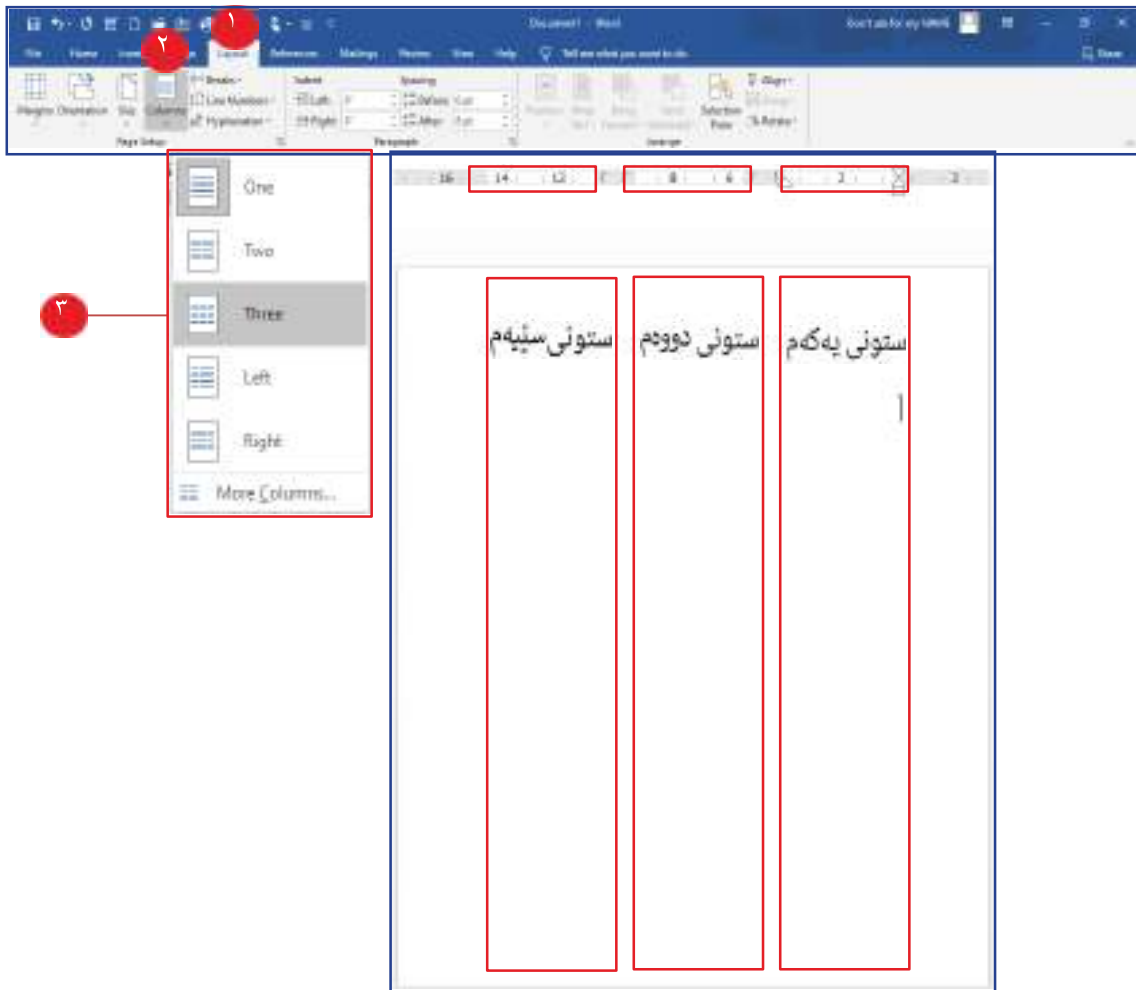 ١
٢
Document1 - Word
File Home Layout References Mailings Review View Help Tell me what you want to do Share
Margins Orientation Size Columns
Breaks
Line Numbers
Hyphenation
Indent
Left:
Right:
Spacing
Before:
After:
Selection
Pane
Align
Rotate
Page Setup Paragraph Arrange
٣
One
Two
Three
Left
Right
More Columns...
16 14 12 8 6 2 2
ستونی یەکەم
ستونی دووەم
ستونی سێیەم